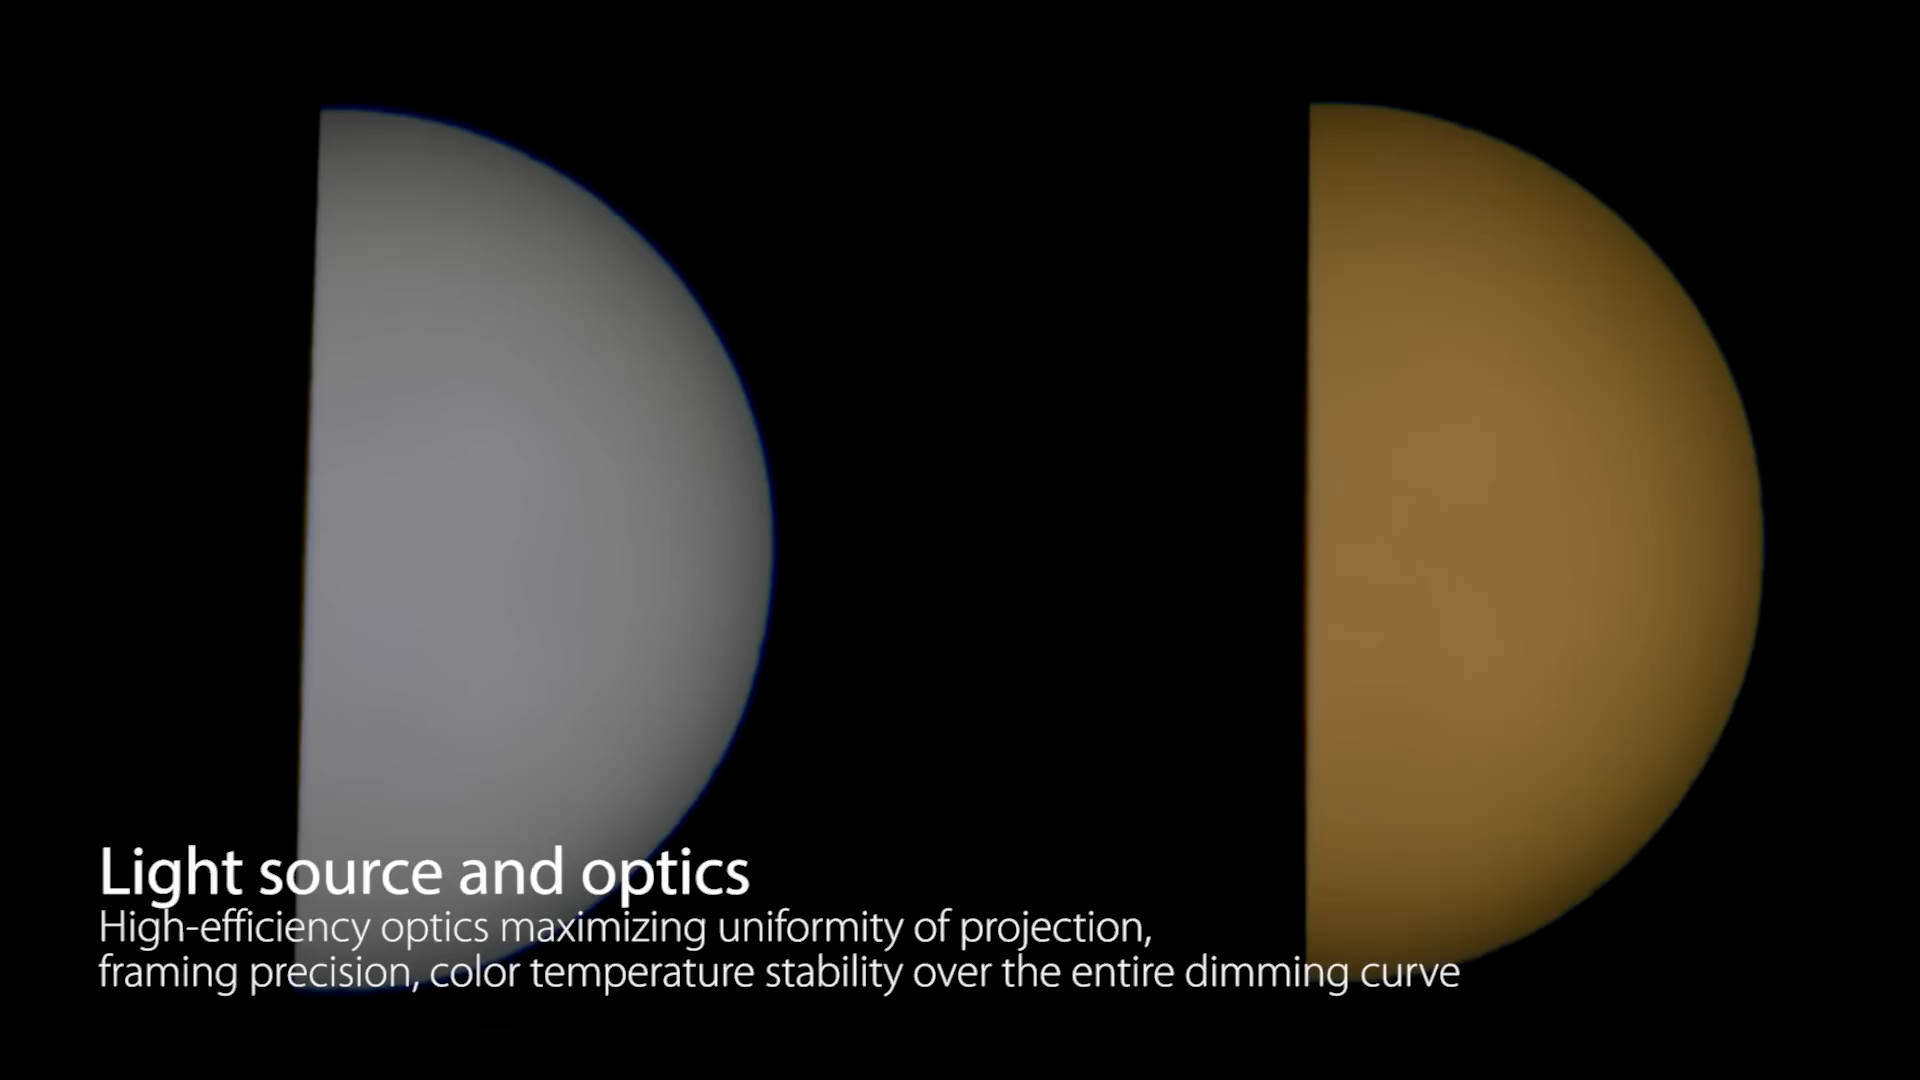 Light source and optics
High-efficiency optics maximizing uniformity of projection,
framing precision, color temperature stability over the entire dimming curve